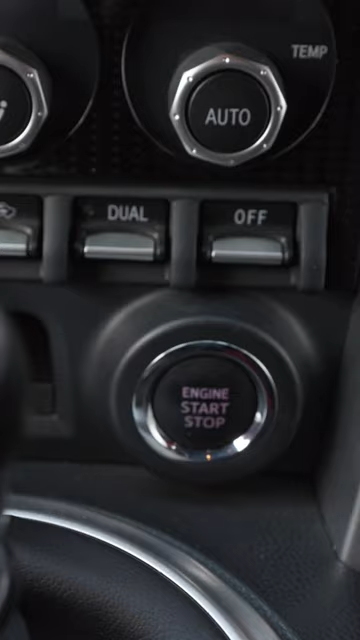 TEMP
AUTO
DUAL
OFF
ENGINE
START
STOP